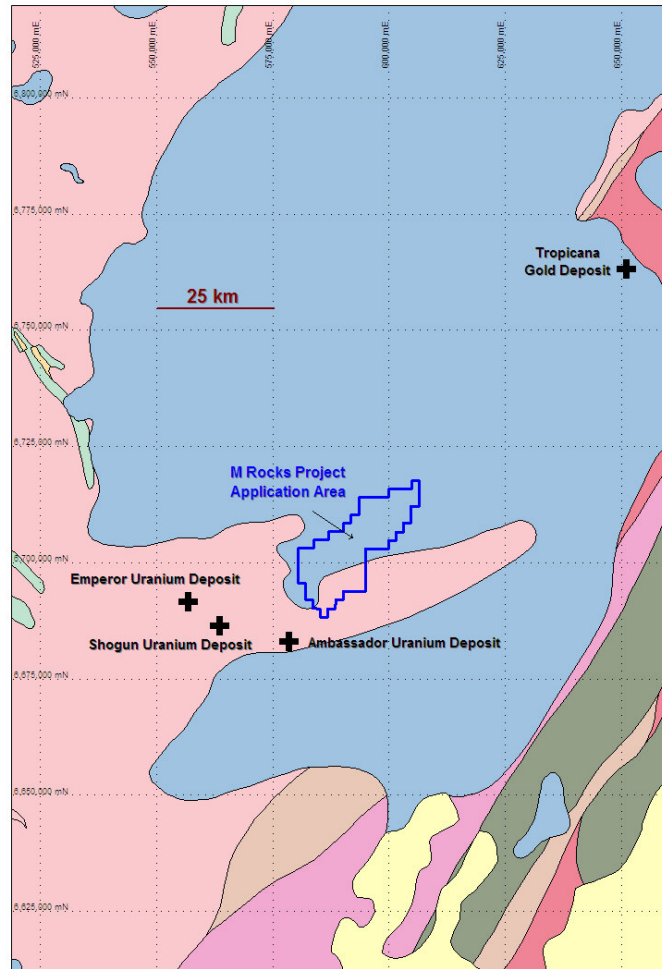 525,000 mE
550,000 mE
575,000 mE
600,000 mE
625,000 mE
650,000 mE
6,800,000 mN
6,775,000 mN
Tropicana
Gold Deposit
25 km
6,750,000 mN
6,725,000 mN
M Rocks Project
Application Area
6,700,000 mN
Emperor Uranium Deposit
Shogun Uranium Deposit
Ambassador Uranium Deposit
6,675,000 mN
6,650,000 mN
6,625,000 mN